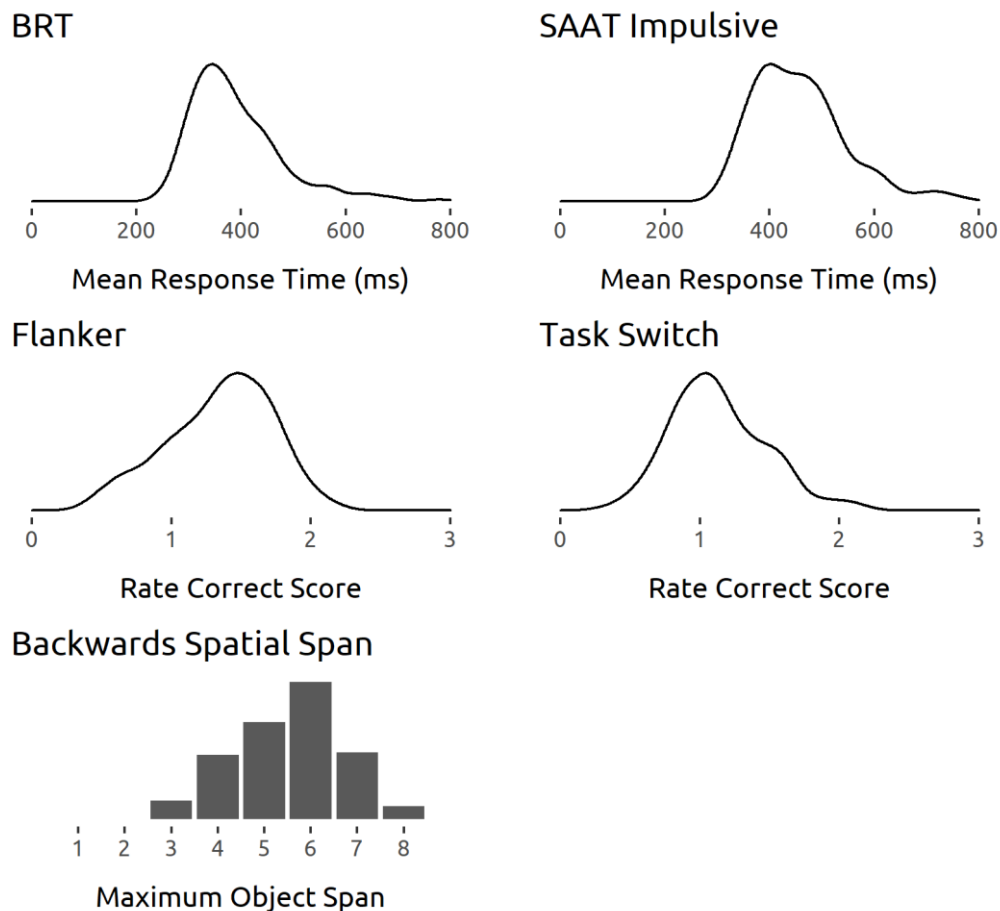 BRT
0 200 400 600 800
Mean Response Time (ms)
SAAT Impulsive
0 200 400 600 800
Mean Response Time (ms)
Flanker
0 1 2 3
Rate Correct Score
Task Switch
0 1 2 3
Rate Correct Score
Backwards Spatial Span
1 2 3 4 5 6 7 8
Maximum Object Span